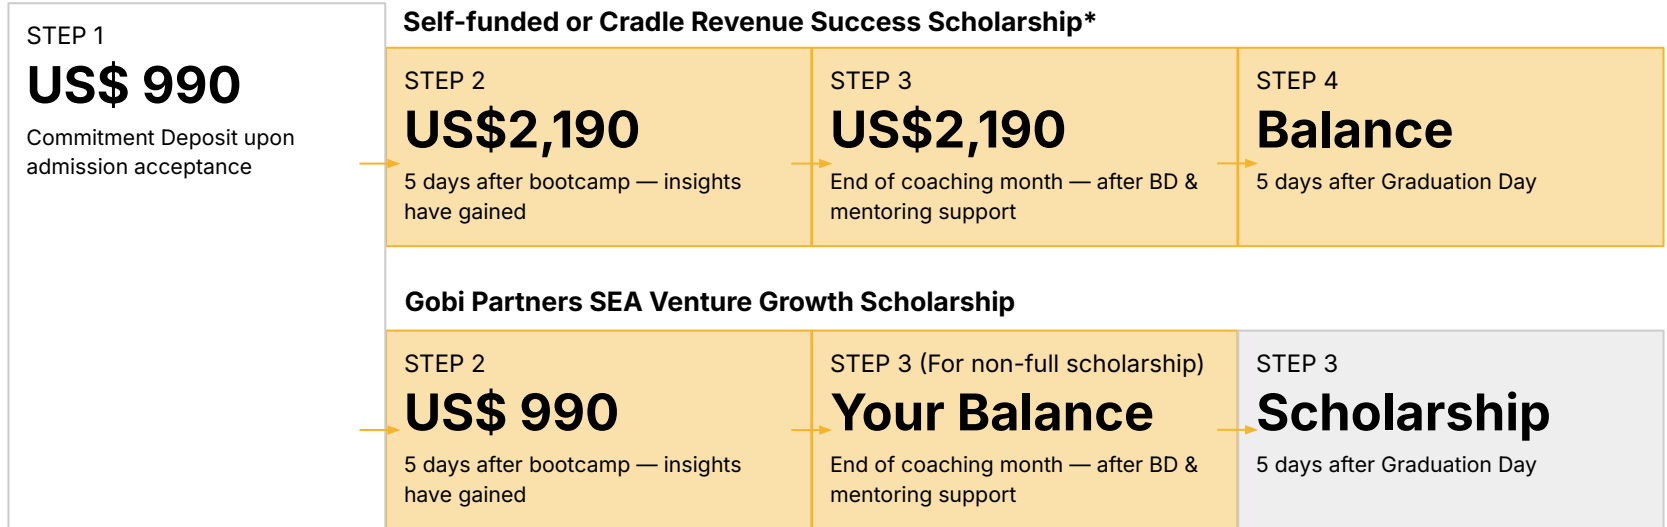 STEP 1
US$ 990
Commitment Deposit upon
admission acceptance
Self-funded or Cradle Revenue Success Scholarship*
STEP 2
US$2,190
5 days after bootcamp — insights
have gained
STEP 3
US$2,190
End of coaching month — after BD &
mentoring support
STEP 4
Balance
5 days after Graduation Day
Gobi Partners SEA Venture Growth Scholarship
STEP 2
US$ 990
5 days after bootcamp — insights
have gained
STEP 3 (For non-full scholarship)
Your Balance
End of coaching month — after BD &
mentoring support
STEP 3
Scholarship
5 days after Graduation Day